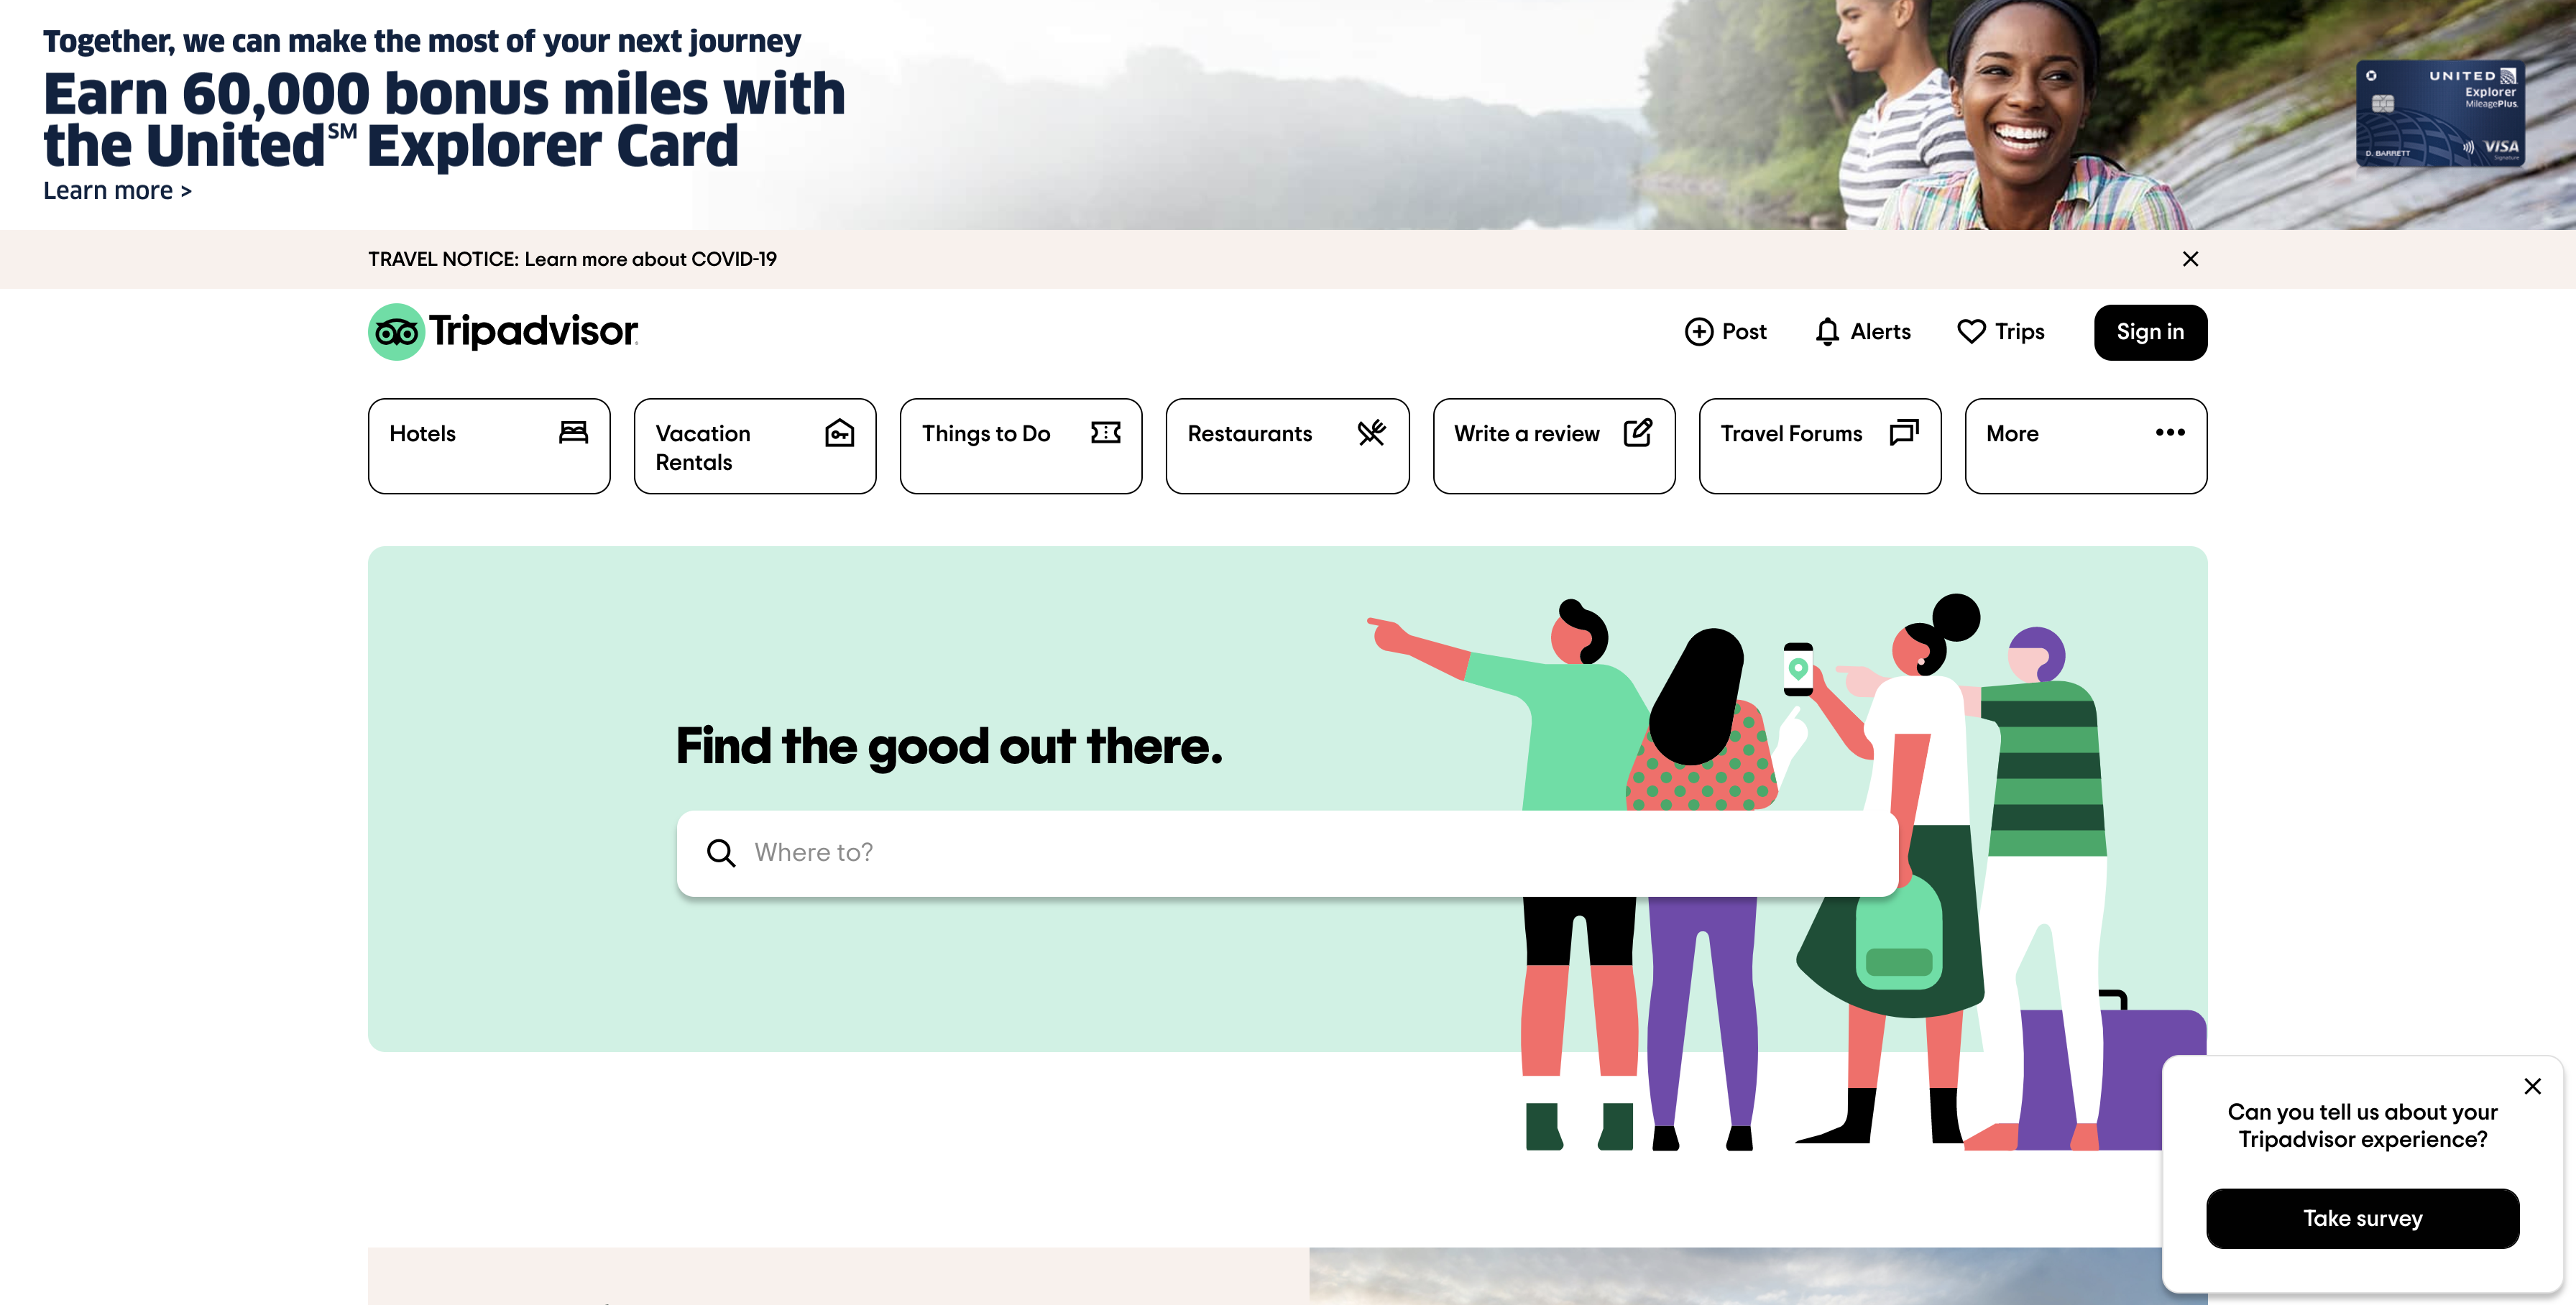 Together, we can make the most of your next journey
Earn 60,000 bonus miles with
the United℠ Explorer Card
Learn more >
UNITED
Explorer
MileagePlus
D. BARRETT
VISA
Signature
TRAVEL NOTICE: Learn more about COVID-19
Tripadvisor
Post
Alerts
Trips
Sign in
Hotels
Vacation
Rentals
Things to Do
Restaurants
Write a review
Travel Forums
More
Find the good out there.
Where to?
Can you tell us about your
Tripadvisor experience?
Take survey